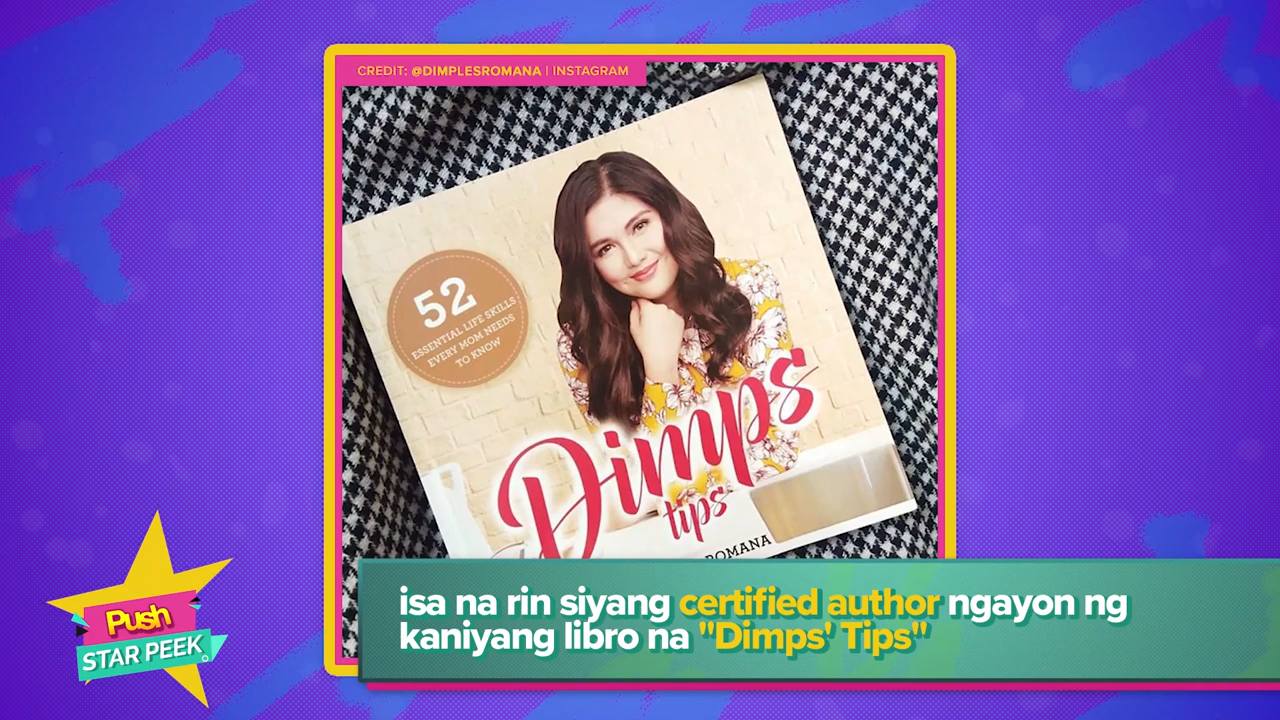 CREDIT: @DIMPLESROMANA | INSTAGRAM
52
ESSENTIAL LIFE SKILLS
EVERY MOM NEEDS
TO KNOW
Dimps
tips
ROMANA
isa na rin siyang certified author ngayon ng
kaniyang libro na "Dimps' Tips"
Push
STAR PEEK